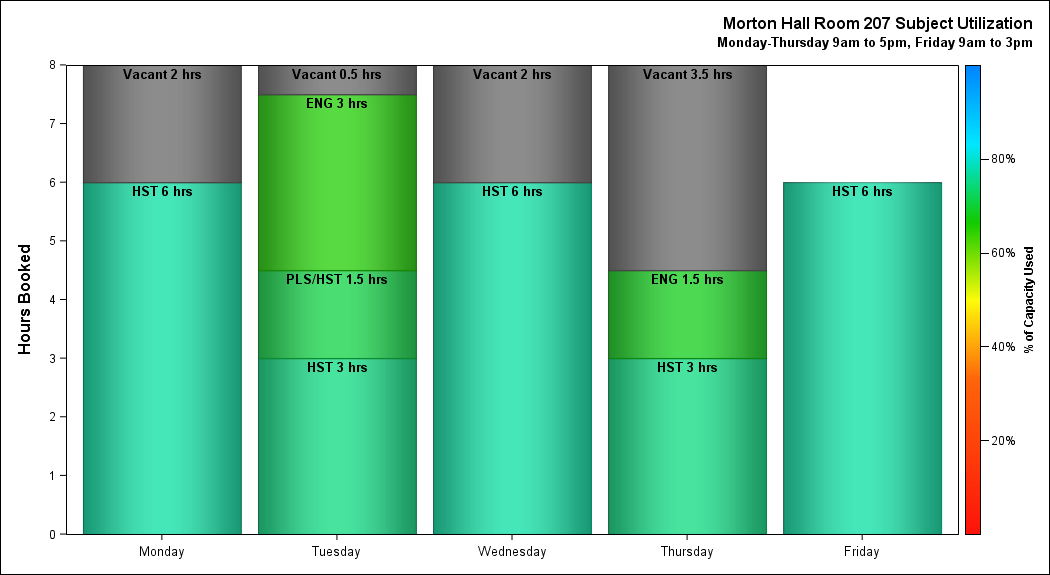 Morton Hall Room 207 Subject Utilization
Monday-Thursday 9am to 5pm, Friday 9am to 3pm
Hours Booked
8
7
6
5
4
3
2
1
0
Vacant 2 hrs
HST 6 hrs
Vacant 0.5 hrs
ENG 3 hrs
PLS/HST 1.5 hrs
HST 3 hrs
Vacant 2 hrs
HST 6 hrs
Vacant 3.5 hrs
ENG 1.5 hrs
HST 3 hrs
HST 6 hrs
Monday
Tuesday
Wednesday
Thursday
Friday
80%
60%
40%
20%
% of Capacity Used